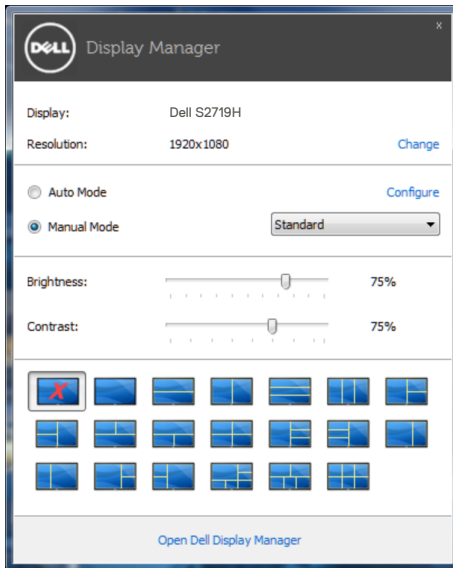 DELL Display Manager
x
Display: Dell S2719H
Resolution: 1920x1080 Change
Auto Mode Configure
Manual Mode Standard
Brightness: 75%
Contrast: 75%
Open Dell Display Manager